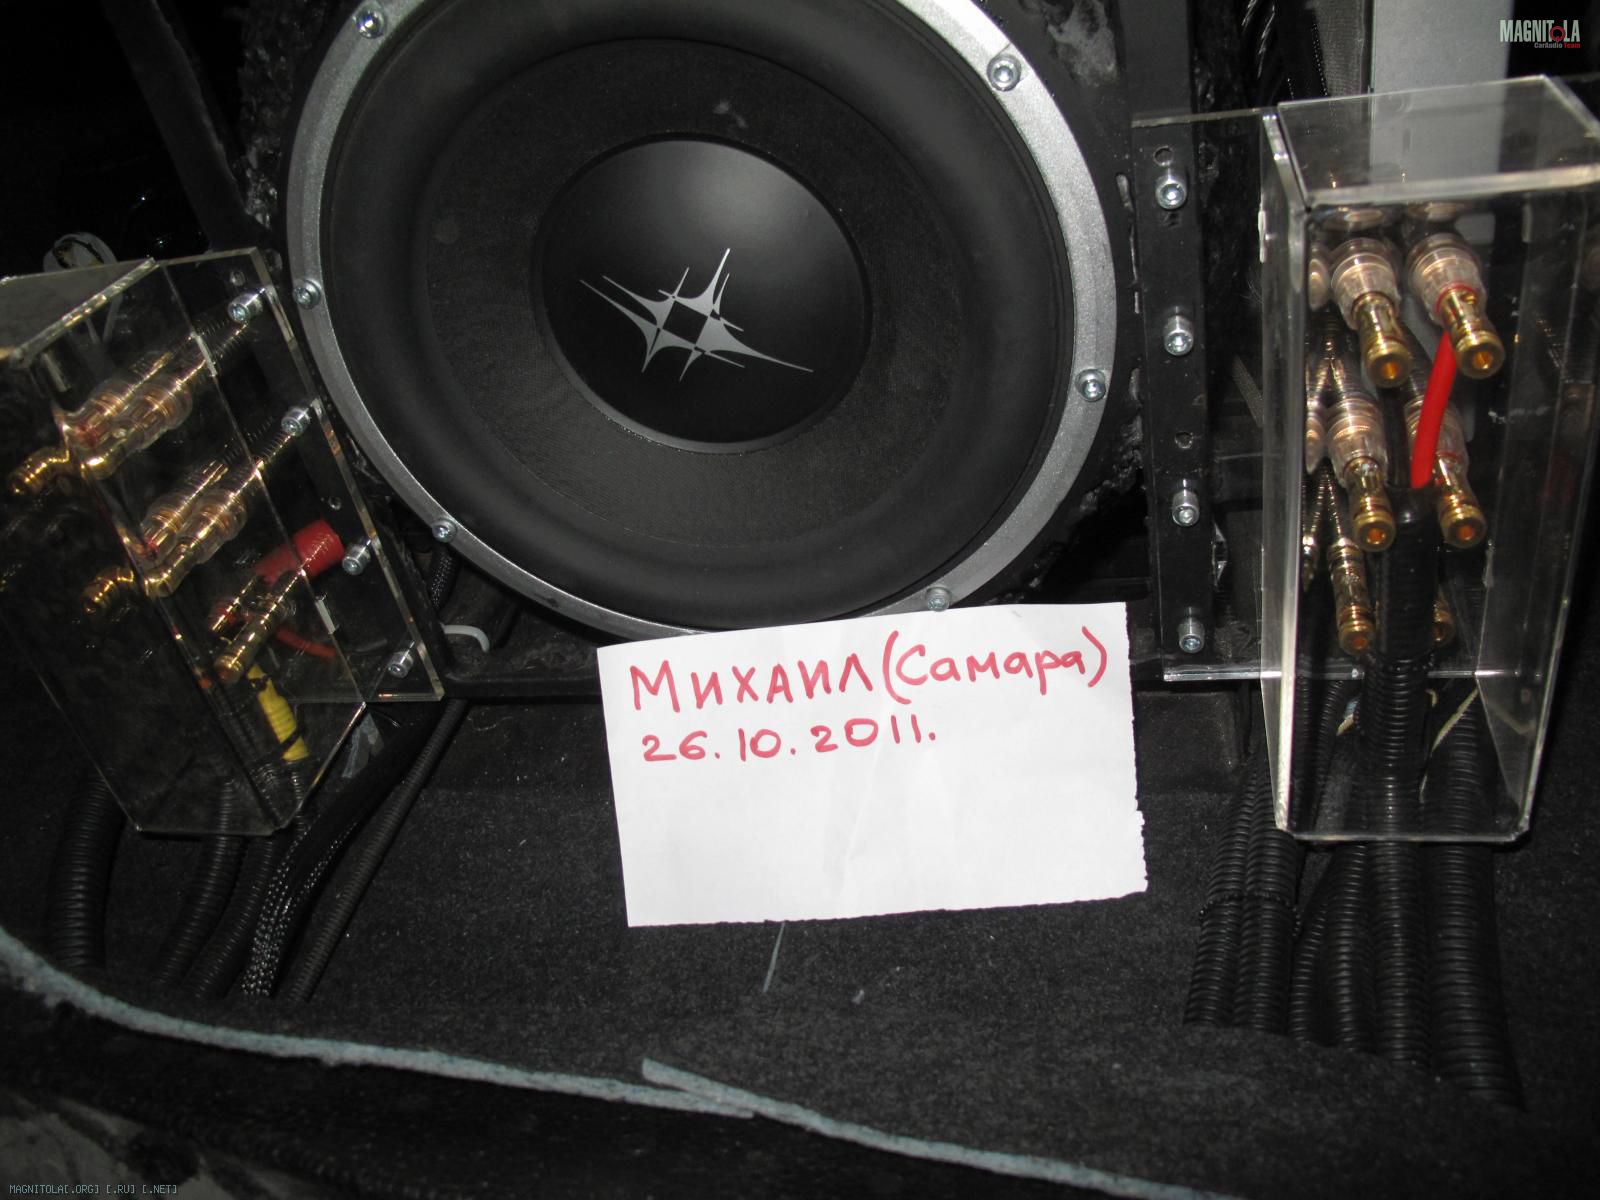 MAGNITOLA
CarAudio Team
Михаил (Самара)
26.10.2011.
MAGNITOLA[.ORG] [.RU] [.NET]